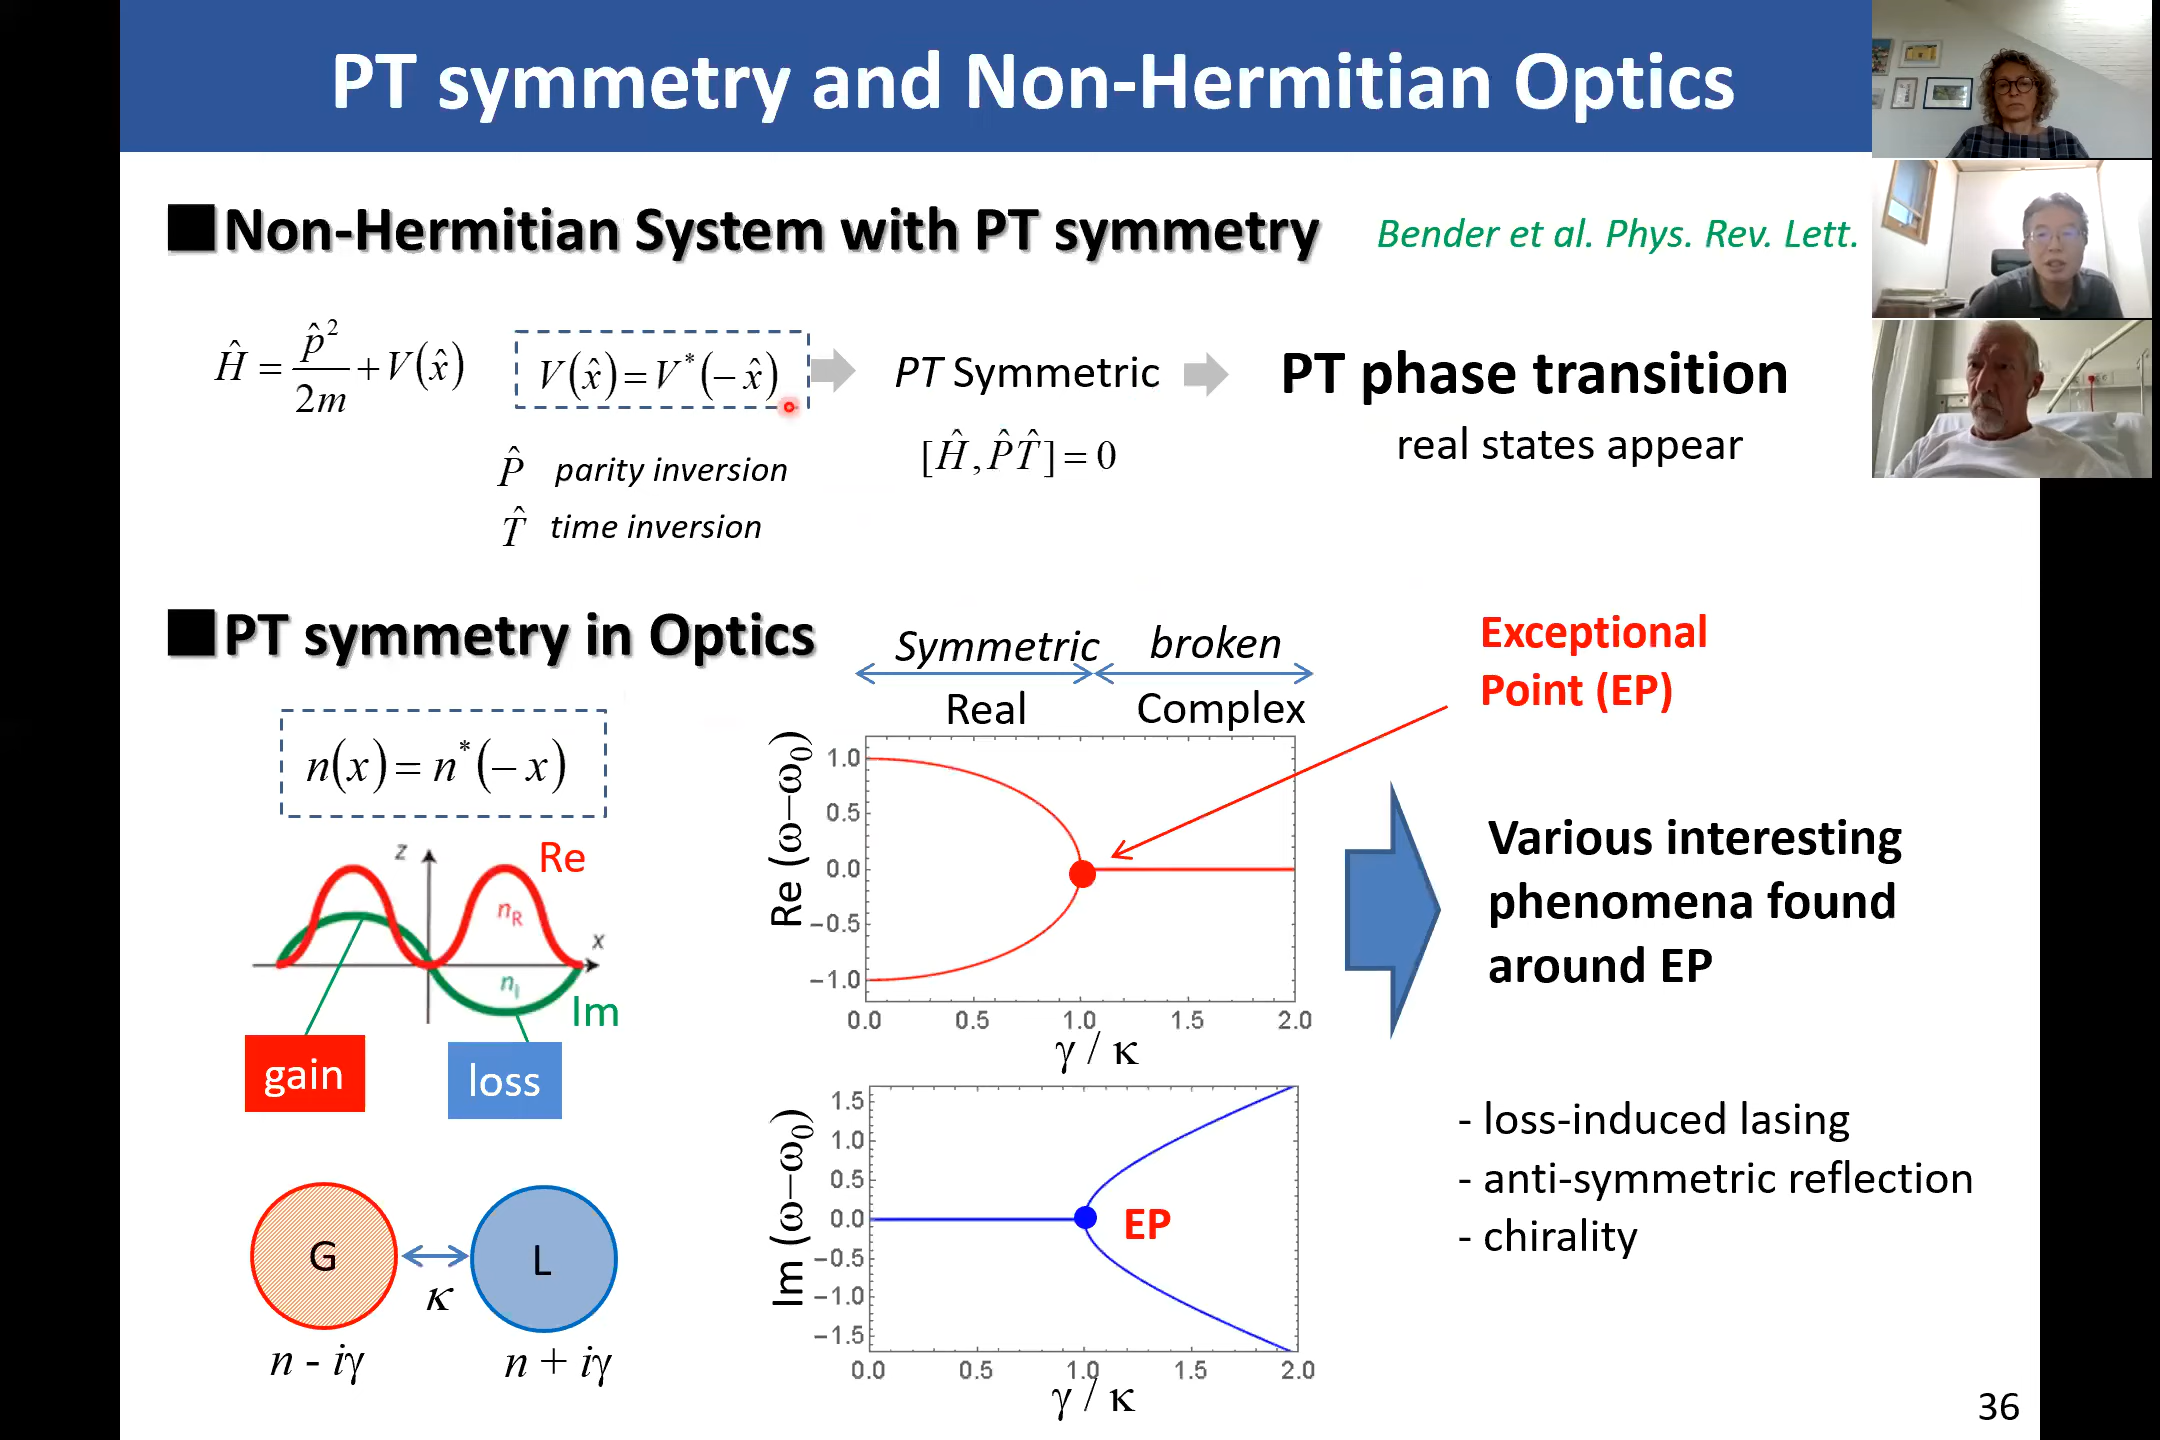 PT symmetry and Non-Hermitian Optics
■Non-Hermitian System with PT symmetry
Bender et al. Phys. Rev. Lett.
Ĥ = p̂²/2m + V(x̂)
V(x̂) = V*(− x̂)
PT Symmetric
PT phase transition
real states appear
[Ĥ, P̂T̂] = 0
P̂ parity inversion
T̂ time inversion
■PT symmetry in Optics
n(x) = n*(− x)
z
Re
n_R
x
n_I
Im
gain
loss
G
κ
L
n - iγ
n + iγ
Symmetric
broken
Real
Complex
Exceptional
Point (EP)
Re (ω−ω₀)
1.0
0.5
0.0
−0.5
−1.0
0.0 0.5 1.0 1.5 2.0
γ / κ
Im (ω−ω₀)
1.5
1.0
0.5
0.0
−0.5
−1.0
−1.5
EP
0.0 0.5 1.0 1.5 2.0
γ / κ
Various interesting
phenomena found
around EP
- loss-induced lasing
- anti-symmetric reflection
- chirality
36